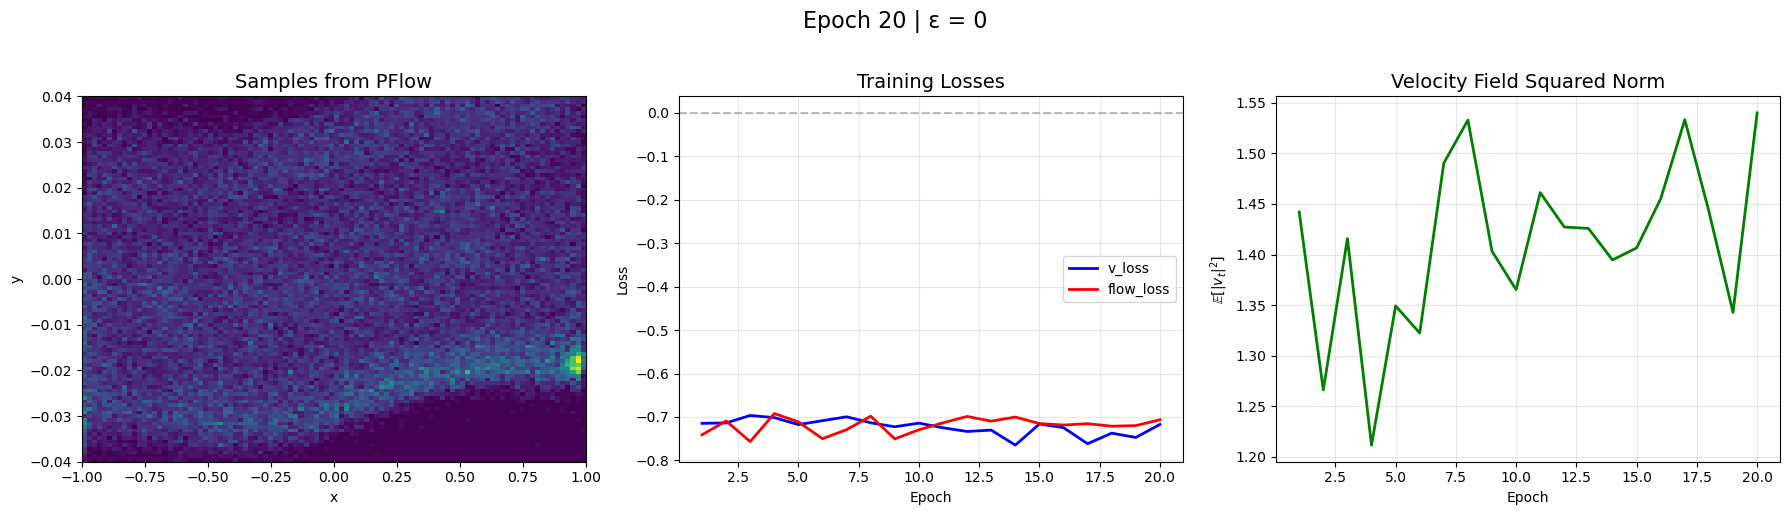 Epoch 20 | ε = 0
Samples from PFlow
0.04
0.03
0.02
0.01
0.00
−0.01
−0.02
−0.03
−0.04
y
−1.00 −0.75 −0.50 −0.25 0.00 0.25 0.50 0.75 1.00
x
Training Losses
0.0
−0.1
−0.2
−0.3
−0.4
−0.5
−0.6
−0.7
−0.8
Loss
v_loss
flow_loss
2.5 5.0 7.5 10.0 12.5 15.0 17.5 20.0
Epoch
Velocity Field Squared Norm
1.55
1.50
1.45
1.40
1.35
1.30
1.25
1.20
𝔼[|v_t|²]
2.5 5.0 7.5 10.0 12.5 15.0 17.5 20.0
Epoch